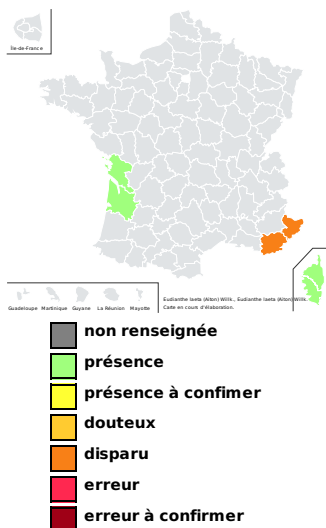 Île-de-France
Eudianthe laeta (Aiton) Willk., Eudianthe laeta (Aiton) Willk.
Carte en cours d'élaboration.
Guadeloupe Martinique Guyane La Réunion Mayotte
non renseignée
présence
présence à confimer
douteux
disparu
erreur
erreur à confirmer